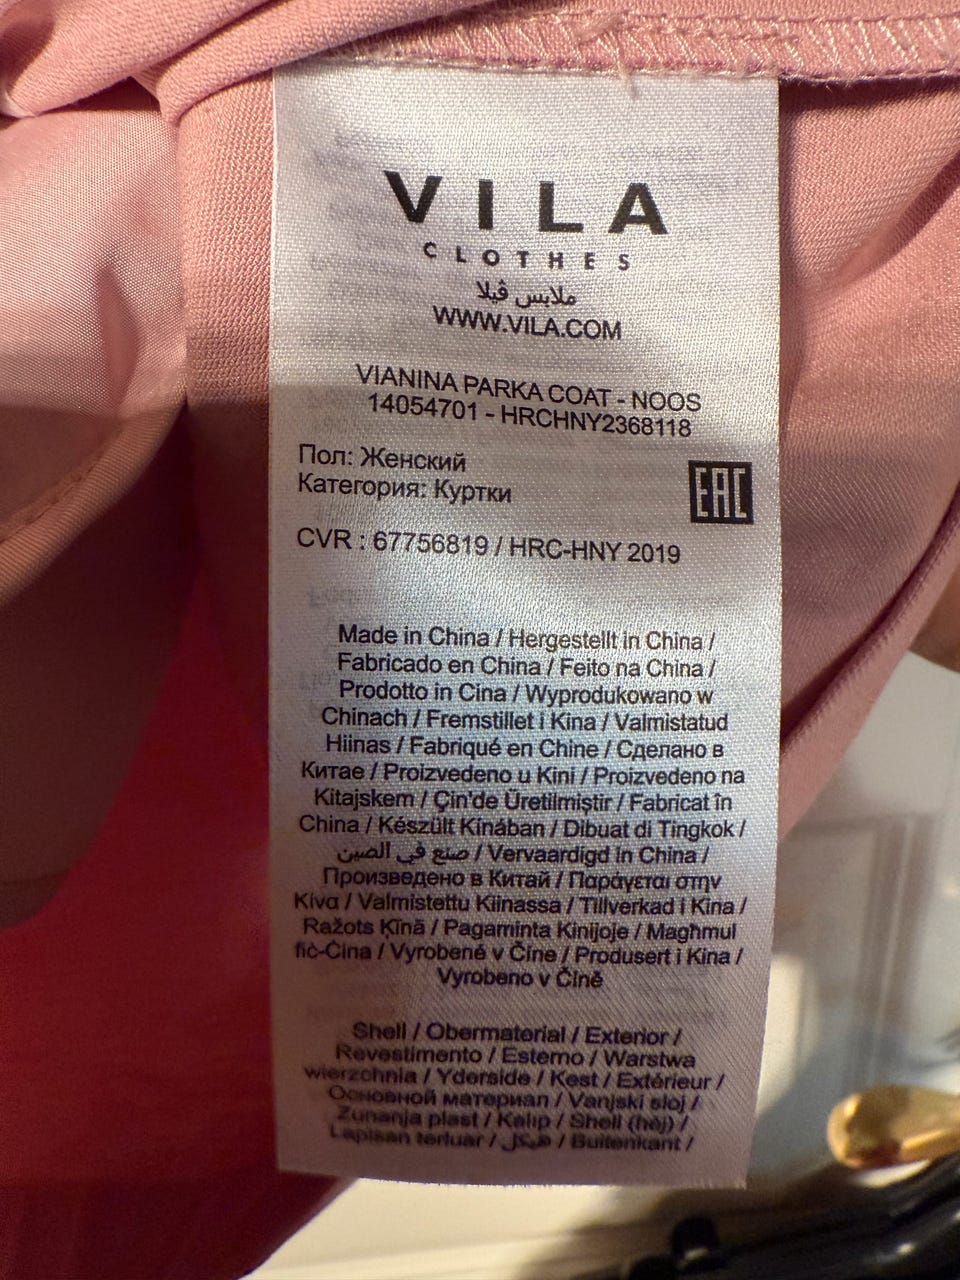 VILA
CLOTHES
ملابس ڤيلا
WWW.VILA.COM
VIANINA PARKA COAT - NOOS
14054701 - HRCHNY2368118
Пол: Женский
Категория: Куртки
EAC
CVR : 67756819 / HRC-HNY 2019
Made in China / Hergestellt in China /
Fabricado en China / Feito na China /
Prodotto in Cina / Wyprodukowano w
Chinach / Fremstillet i Kina / Valmistatud
Hiinas / Fabriqué en Chine / Сделано в
Китае / Proizvedeno u Kini / Proizvedeno na
Kitajskem / Çin'de Üretilmiştir / Fabricat în
China / Készült Kínában / Dibuat di Tingkok /
صنع في الصين / Vervaardigd in China /
Произведено в Китай / Παράγεται στην
Κίνα / Valmistettu Kiinassa / Tillverkad i Kina /
Ražots Ķīnā / Pagaminta Kinijoje / Magħmul
fiċ-Ċina / Vyrobené v Číne / Produsert i Kina /
Vyrobeno v Číně
Shell / Obermaterial / Exterior /
Revestimento / Esterno / Warstwa
wierzchnia / Yderside / Kest / Extérieur /
Основной материал / Vanjski sloj /
Zunanja plast / Kalıp / Shell (héj) /
Lapisan terluar / هيكل / Buitenkant /